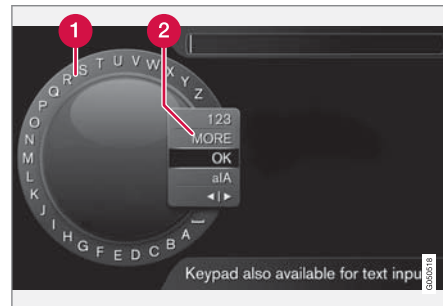 1
2
A B C D E F G H I J K L M N O P Q R S T U V W X Y Z
123
MORE
OK
a|A
◄|►
Keypad also available for text inpu
G050518